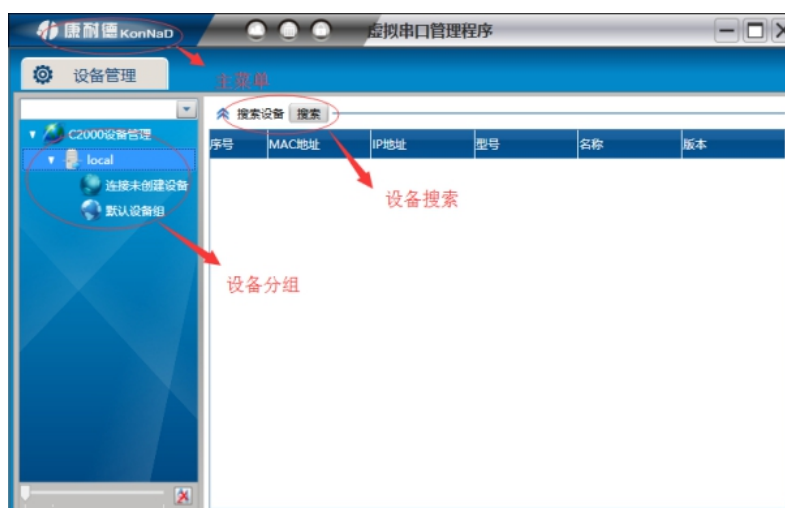 康耐德 KonNaD
虚拟串口管理程序
设备管理
主菜单
搜索设备 搜索
C2000设备管理
序号 MAC地址 IP地址 型号 名称 版本
local
连接未创建设备
默认设备组
设备搜索
设备分组